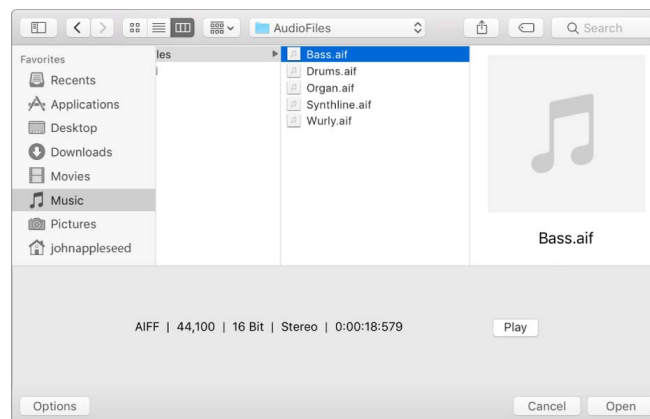 AudioFiles
Search
Favorites
Recents
Applications
Desktop
Downloads
Movies
Music
Pictures
johnappleseed
les
Bass.aif
Drums.aif
Organ.aif
Synthline.aif
Wurly.aif
Bass.aif
AIFF | 44,100 | 16 Bit | Stereo | 0:00:18:579
Play
Options
Cancel
Open